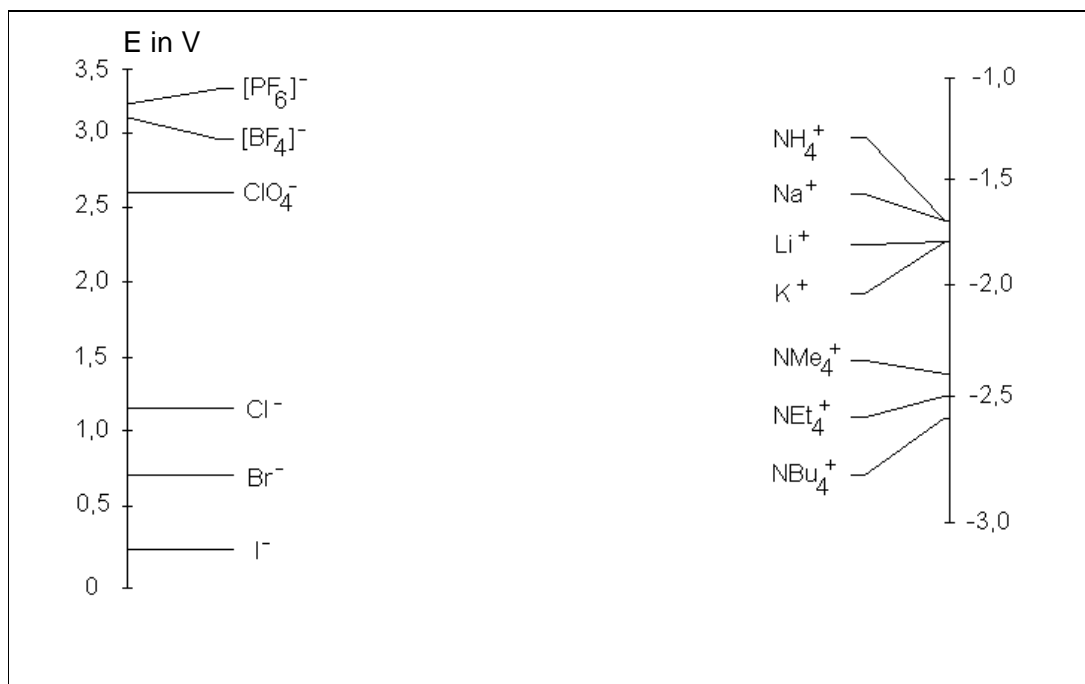 E in V
3,5
[PF6]-
3,0
[BF4]-
ClO4-
2,5
2,0
1,5
Cl-
1,0
Br-
0,5
I-
0
-1,0
NH4+
-1,5
Na+
Li+
-2,0
K+
NMe4+
-2,5
NEt4+
NBu4+
-3,0